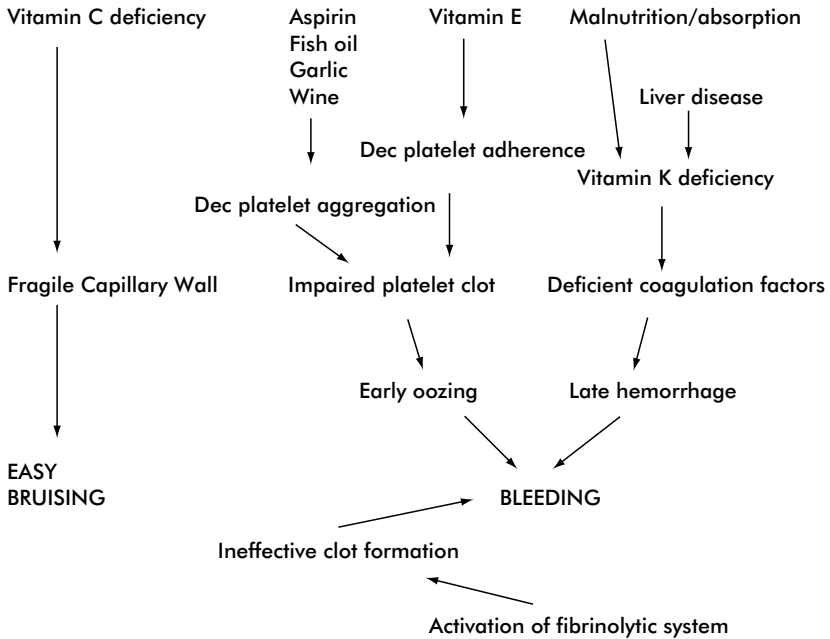 Vitamin C deficiency
Aspirin
Fish oil
Garlic
Wine
Vitamin E
Malnutrition/absorption
Liver disease
Dec platelet adherence
Vitamin K deficiency
Dec platelet aggregation
Fragile Capillary Wall
Impaired platelet clot
Deficient coagulation factors
Early oozing
Late hemorrhage
EASY
BRUISING
BLEEDING
Ineffective clot formation
Activation of fibrinolytic system